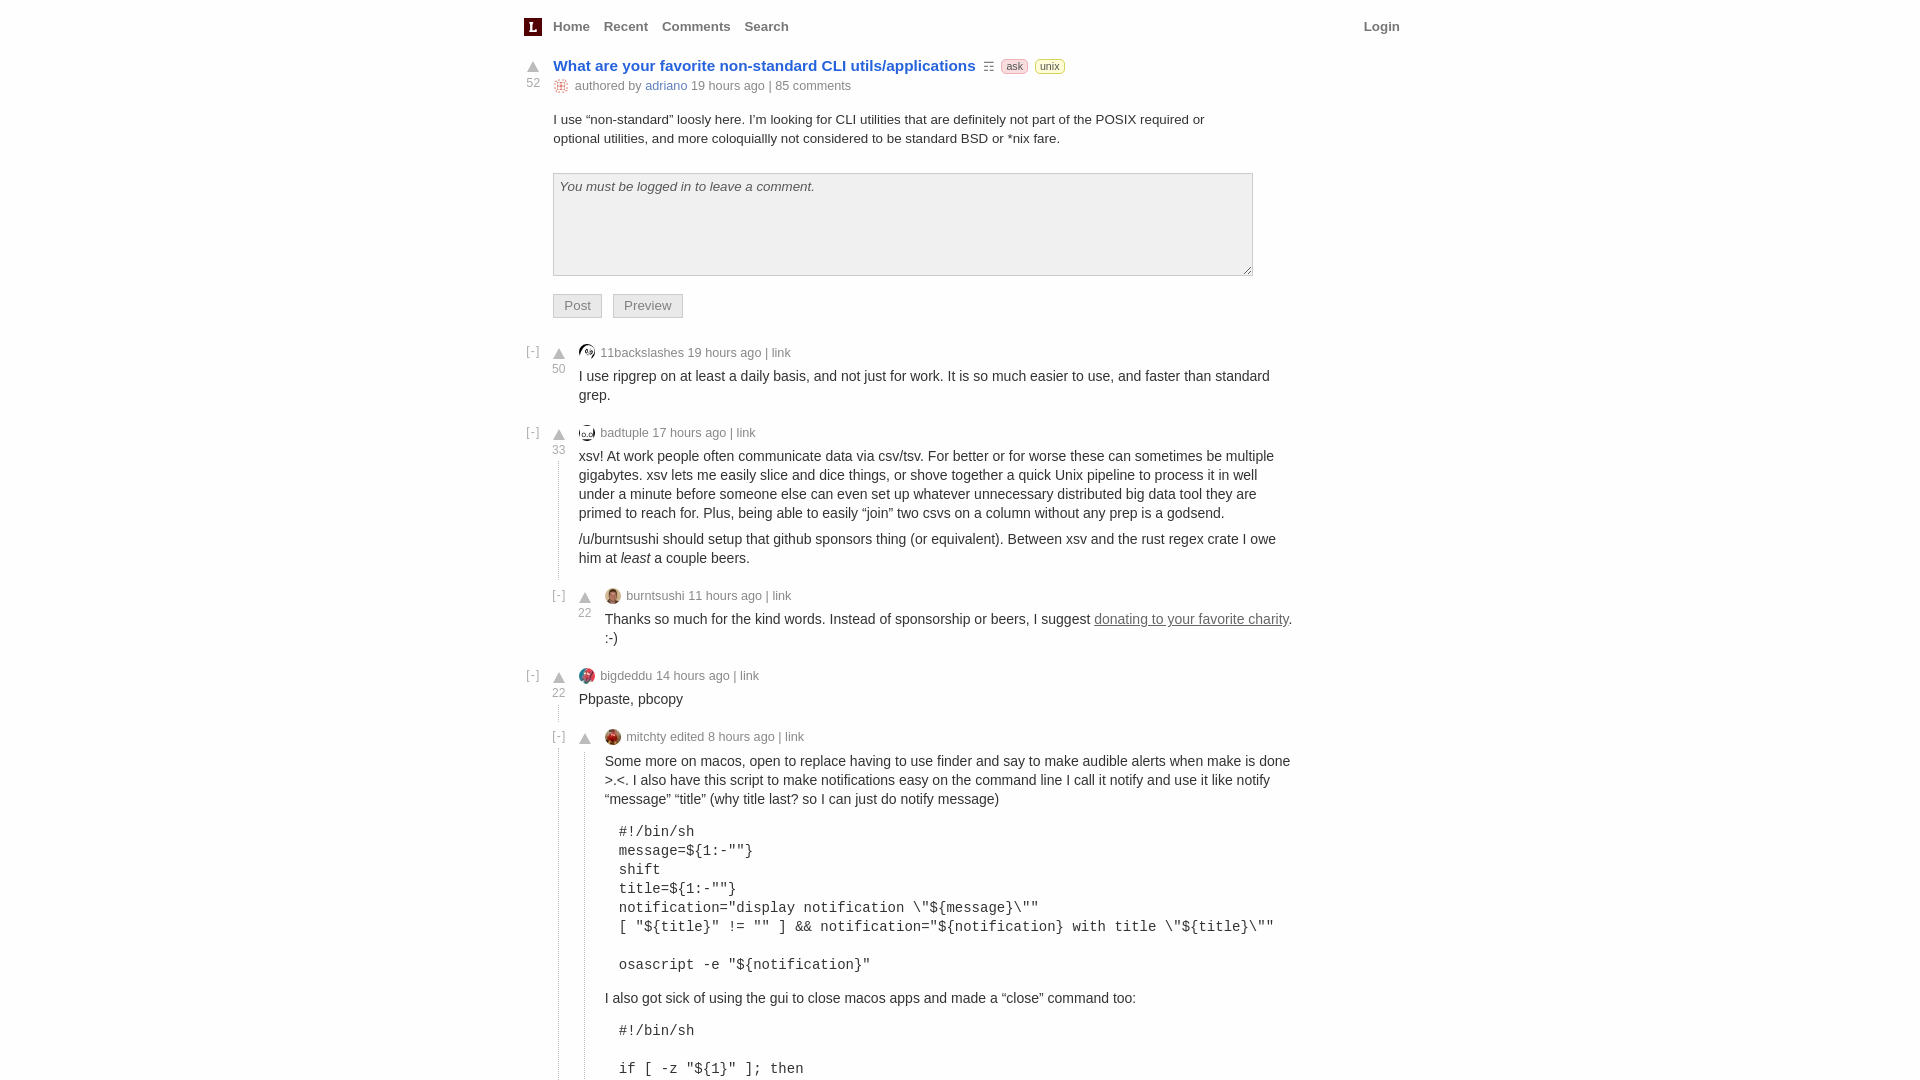 L Home Recent Comments Search Login
What are your favorite non-standard CLI utils/applications ☶ ask unix
52
authored by adriano 19 hours ago | 85 comments
I use “non-standard” loosly here. I’m looking for CLI utilities that are definitely not part of the POSIX required or
optional utilities, and more coloquiallly not considered to be standard BSD or *nix fare.
You must be logged in to leave a comment.
Post Preview
[-] 11backslashes 19 hours ago | link
50
I use ripgrep on at least a daily basis, and not just for work. It is so much easier to use, and faster than standard
grep.
[-] badtuple 17 hours ago | link
33
xsv! At work people often communicate data via csv/tsv. For better or for worse these can sometimes be multiple
gigabytes. xsv lets me easily slice and dice things, or shove together a quick Unix pipeline to process it in well
under a minute before someone else can even set up whatever unnecessary distributed big data tool they are
primed to reach for. Plus, being able to easily “join” two csvs on a column without any prep is a godsend.
/u/burntsushi should setup that github sponsors thing (or equivalent). Between xsv and the rust regex crate I owe
him at least a couple beers.
[-] burntsushi 11 hours ago | link
22
Thanks so much for the kind words. Instead of sponsorship or beers, I suggest donating to your favorite charity.
:-)
[-] bigdeddu 14 hours ago | link
22
Pbpaste, pbcopy
[-] mitchty edited 8 hours ago | link
Some more on macos, open to replace having to use finder and say to make audible alerts when make is done
>.<. I also have this script to make notifications easy on the command line I call it notify and use it like notify
“message” “title” (why title last? so I can just do notify message)
#!/bin/sh
message=${1:-""}
shift
title=${1:-""}
notification="display notification \"${message}\""
[ "${title}" != "" ] && notification="${notification} with title \"${title}\""
osascript -e "${notification}"
I also got sick of using the gui to close macos apps and made a “close” command too:
#!/bin/sh
if [ -z "${1}" ]; then